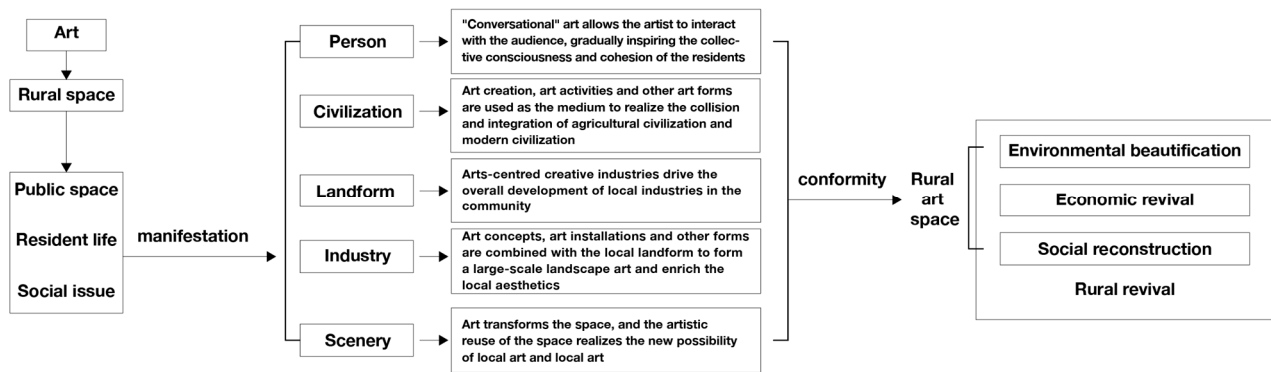 Art
Rural space
Public space
Resident life
Social issue
manifestation
Person
"Conversational" art allows the artist to interact
with the audience, gradually inspiring the collec-
tive consciousness and cohesion of the residents
Civilization
Art creation, art activities and other art forms
are used as the medium to realize the collision
and integration of agricultural civilization and
modern civilization
Landform
Arts-centred creative industries drive the
overall development of local industries in the
community
Industry
Art concepts, art installations and other forms
are combined with the local landform to form
a large-scale landscape art and enrich the
local aesthetics
Scenery
Art transforms the space, and the artistic
reuse of the space realizes the new possibility
of local art and local art
conformity
Rural
art
space
Environmental beautification
Economic revival
Social reconstruction
Rural revival